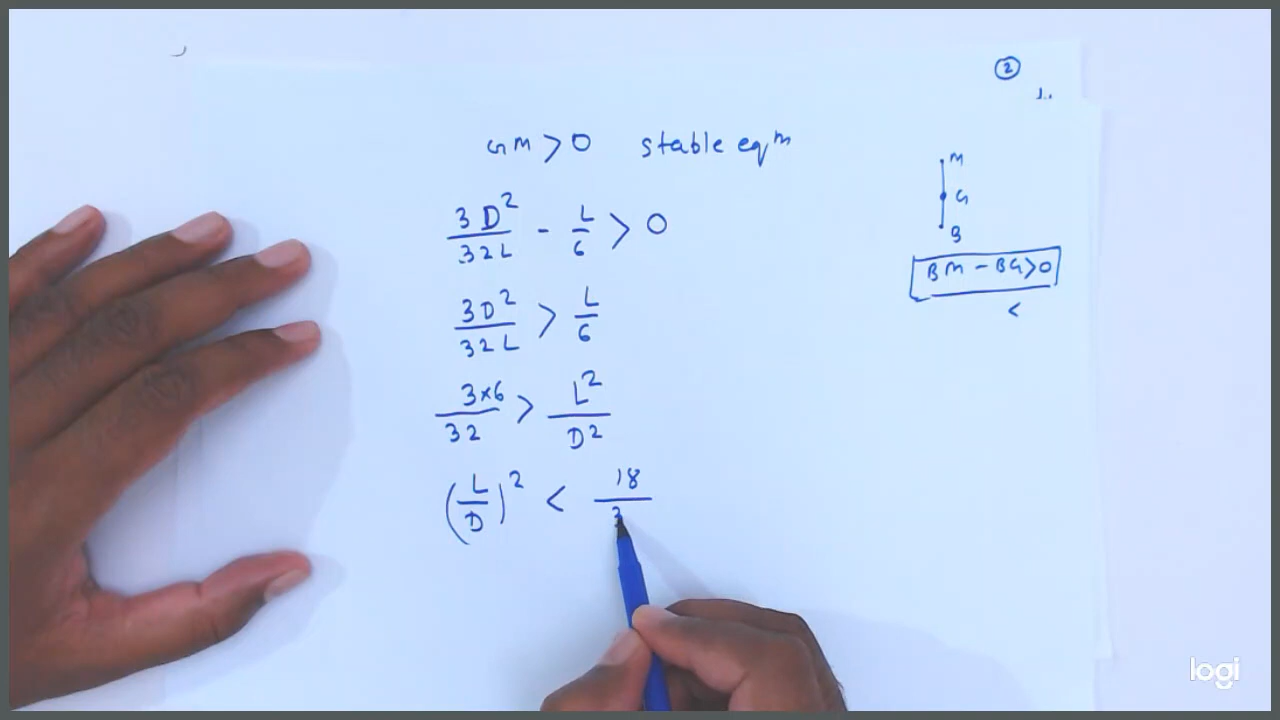 ②
GM > 0 stable eqᵐ
3D²/32L - L/6 > 0
3D²/32L > L/6
3×6/32 > L²/D²
(L/D)² < 18/3
M
G
B
BM - BG > 0
<
logi